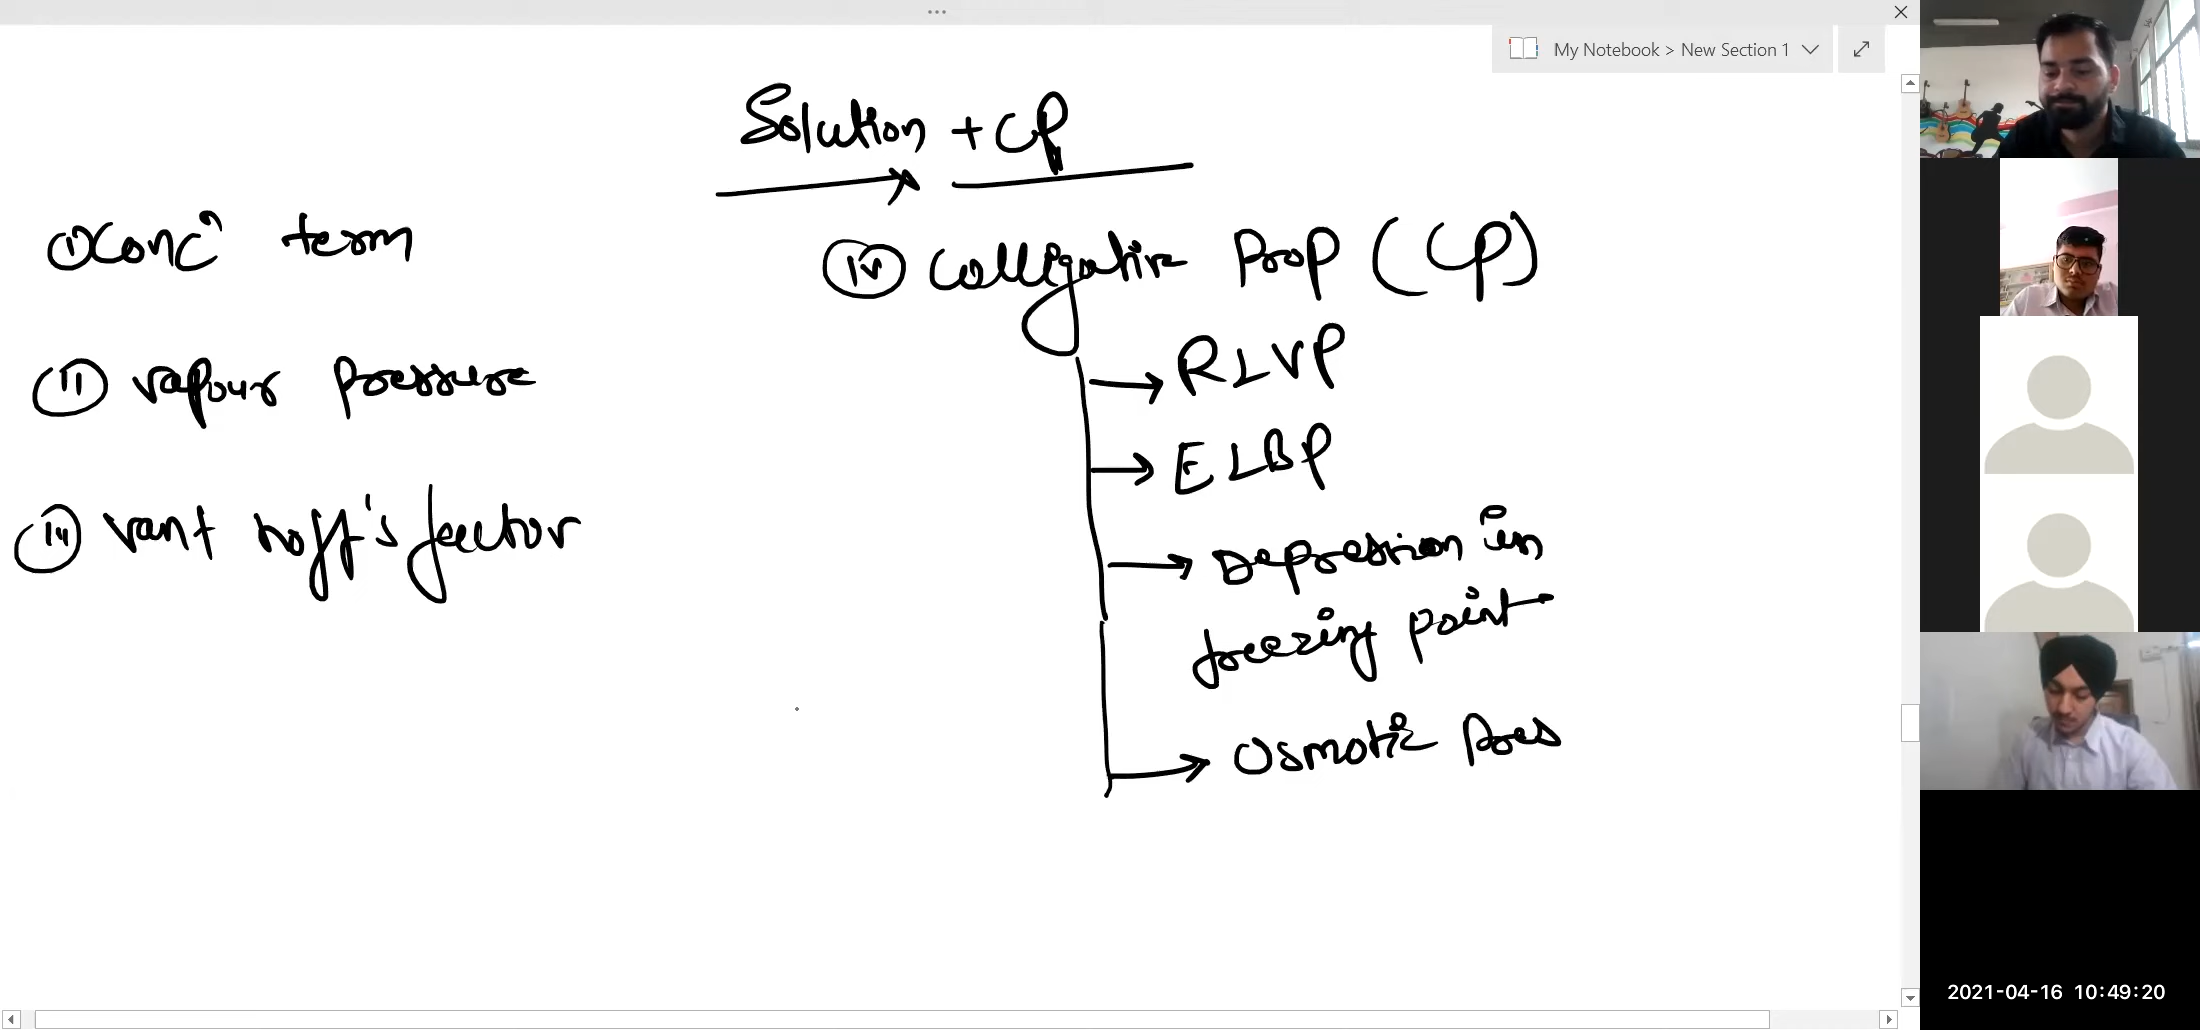 My Notebook > New Section 1
Solution + CP
(i) Concⁿ term
(ii) vapour pressure
(iii) vant hoff's factor
(iv) Colligative Prop (CP)
→ RLVP
→ ELBP
→ Depression in
freezing point
→ Osmotic Pres
2021-04-16 10:49:20